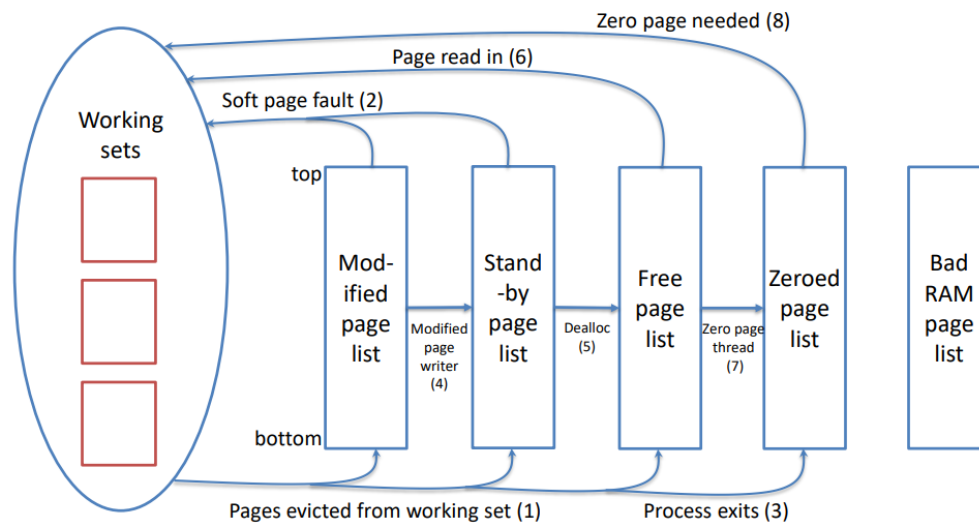 Zero page needed (8)
Page read in (6)
Soft page fault (2)
Working
sets
top
Mod-
ified
page
list
Stand
-by
page
list
Free
page
list
Zeroed
page
list
Bad
RAM
page
list
Modified
page
writer
(4)
Dealloc
(5)
Zero page
thread
(7)
bottom
Pages evicted from working set (1)
Process exits (3)